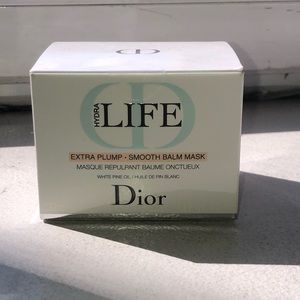 CD
HYDRA
LIFE
EXTRA PLUMP • SMOOTH BALM MASK
MASQUE REPULPANT BAUME ONCTUEUX
WHITE PINE OIL / HUILE DE PIN BLANC
Dior